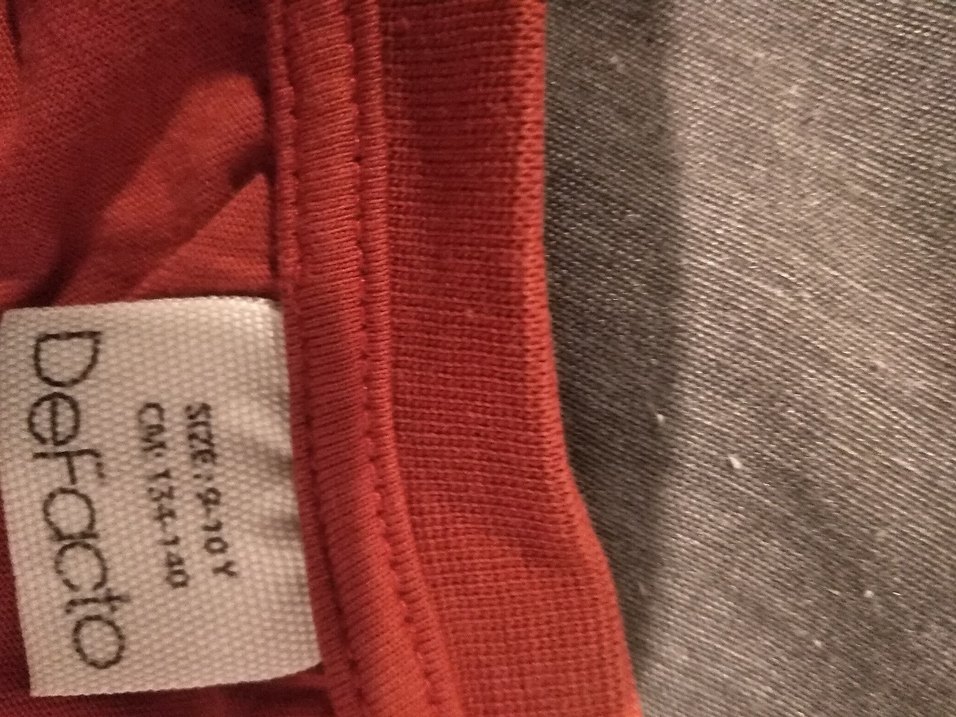 SIZE: 9-10 Y
CM: 134-140
DeFacto